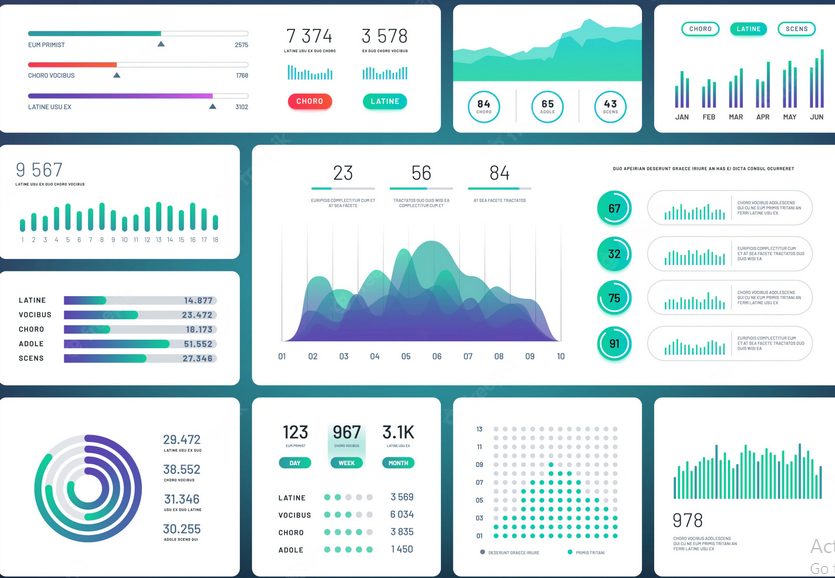 EUM PRIMIST 2575
CHORO VOCIBUS 1768
LATINE USU EX 3102
7 374
LATINE USU EX DUO CHORO
CHORO
3 578
EX DUO CHORO VOCIBUS
LATINE
84
CHORO
65
ADOLE
43
SCENS
CHORO LATINE SCENS
JAN FEB MAR APR MAY JUN
9 567
LATINE USU EX DUO CHORO VOCIBUS
1 2 3 4 5 6 7 8 9 10 11 12 13 14 15 16 17 18
LATINE 14.877
VOCIBUS 23.472
CHORO 18.173
ADOLE 51.552
SCENS 27.346
23
EURIPIDIS COMPLECTITUR CUM ET
AT SEA FACETE
56
TRACTATOS DUO QUIS WISI EA
COMPLECTITUR CUM ET
84
AT SEA FACETE TRACTATOS
01 02 03 04 05 06 07 08 09 10
DUO APEIRIAN DESERUNT GRAECE IRIURE AN HAS EI DICTA CONSUL OCURRERET
67
CHORO VOCIBUS ADOLESCENS
QUI CU NE CUM PRIMIS TRITANI AN
FERRI LATINE USU EX
32
EURIPIDIS COMPLECTITUR CUM
ET AT SEA FACETE TRACTATOS DUO
QUIS WISI EA
75
CHORO VOCIBUS ADOLESCENS
QUI CU NE CUM PRIMIS TRITANI AN
FERRI LATINE USU EX
91
EURIPIDIS COMPLECTITUR CUM
ET AT SEA FACETE TRACTATOS DUO
QUIS WISI EA
29.472
LATINE USU EX DUO
38.552
CHORO VOCIBUS
31.346
USU EX DUO LATINE
30.255
ADOLE SCENS QUI
123
EUM PRIMIST
DAY
967
CHORO VOCIBUS
WEEK
3.1K
LATINE USU EX
MONTH
LATINE 3 569
VOCIBUS 6 034
CHORO 3 835
ADOLE 1 450
13
11
09
07
05
03
01
DESERUNT GRAECE IRIURE
PRIMIS TRITANI
978
CHORO VOCIBUS ADOLESCENS
QUI CU NE CUM PRIMIS TRITANI AN
FERRI LATINE USU EX
Go